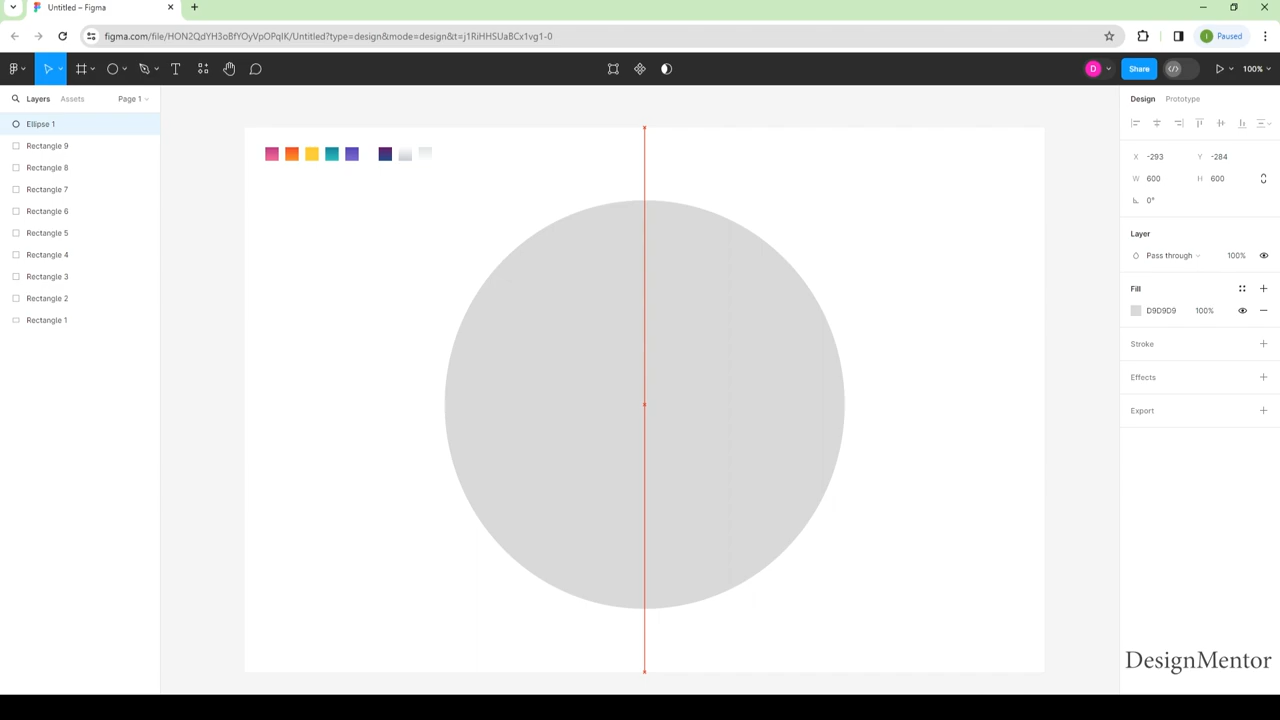 Untitled – Figma
figma.com/file/HON2QdYH3oBfYOyVpOPqIK/Untitled?type=design&mode=design&t=j1RiHHSUaBCx1vg1-0
Paused
D
Share
100%
Layers Assets Page 1
Ellipse 1
Rectangle 9
Rectangle 8
Rectangle 7
Rectangle 6
Rectangle 5
Rectangle 4
Rectangle 3
Rectangle 2
Rectangle 1
Design Prototype
X -293 Y -284
W 600 H 600
0°
Layer
Pass through 100%
Fill
D9D9D9 100%
Stroke
Effects
Export
DesignMentor